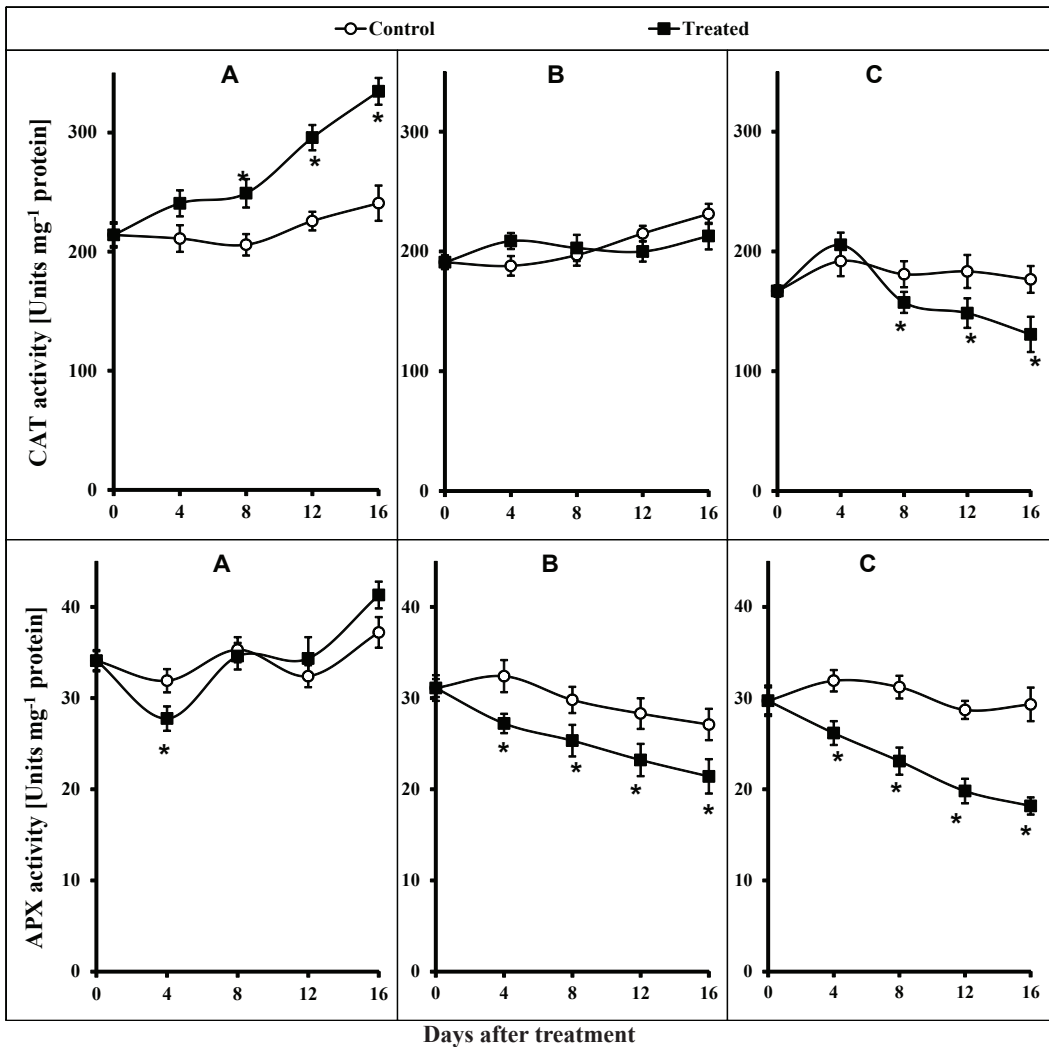 Control Treated
A B C
CAT activity [Units mg-1 protein]
300 300 300
200 200 200
100 100 100
0 0 0
0 4 8 12 16 0 4 8 12 16 0 4 8 12 16
* * *
* * *
A B C
APX activity [Units mg-1 protein]
40 40 40
30 30 30
20 20 20
10 10 10
0 0 0
0 4 8 12 16 0 4 8 12 16 0 4 8 12 16
* * * * * * * * *
Days after treatment